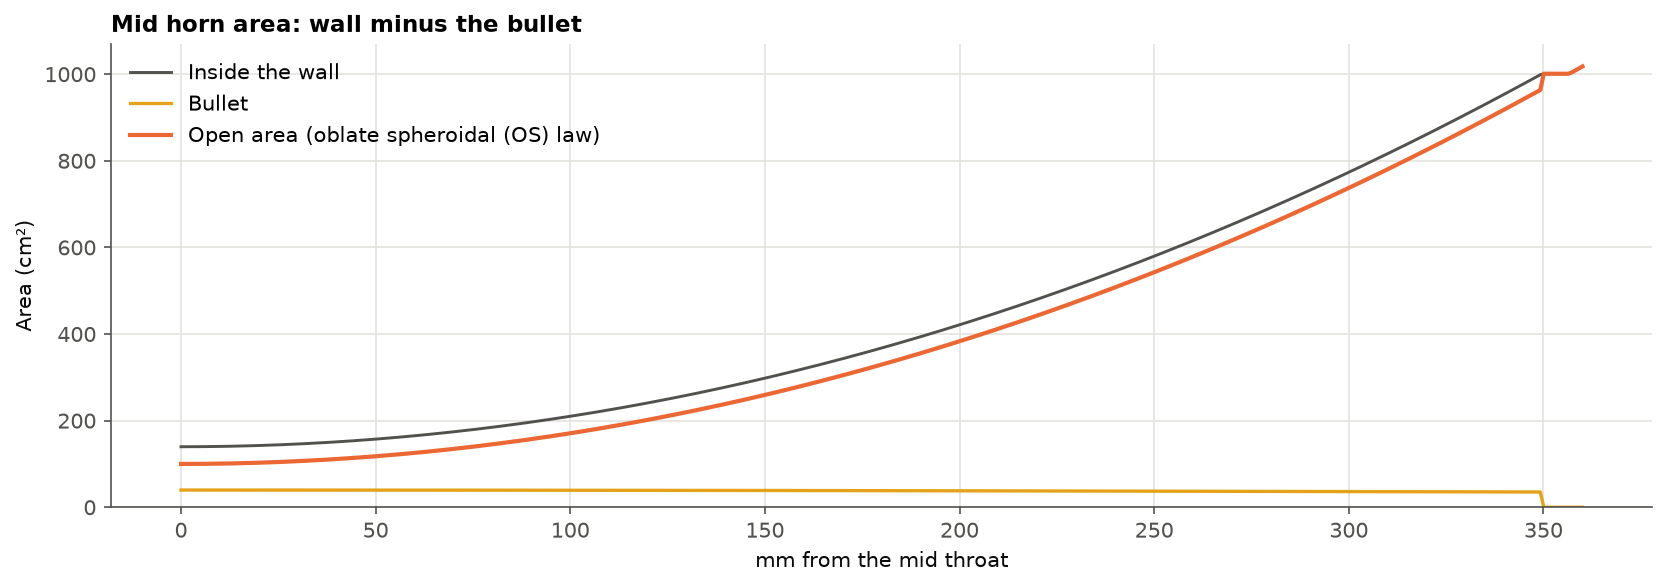 Mid horn area: wall minus the bullet
Inside the wall
Bullet
Open area (oblate spheroidal (OS) law)
Area (cm²)
1000
800
600
400
200
0
0 50 100 150 200 250 300 350
mm from the mid throat